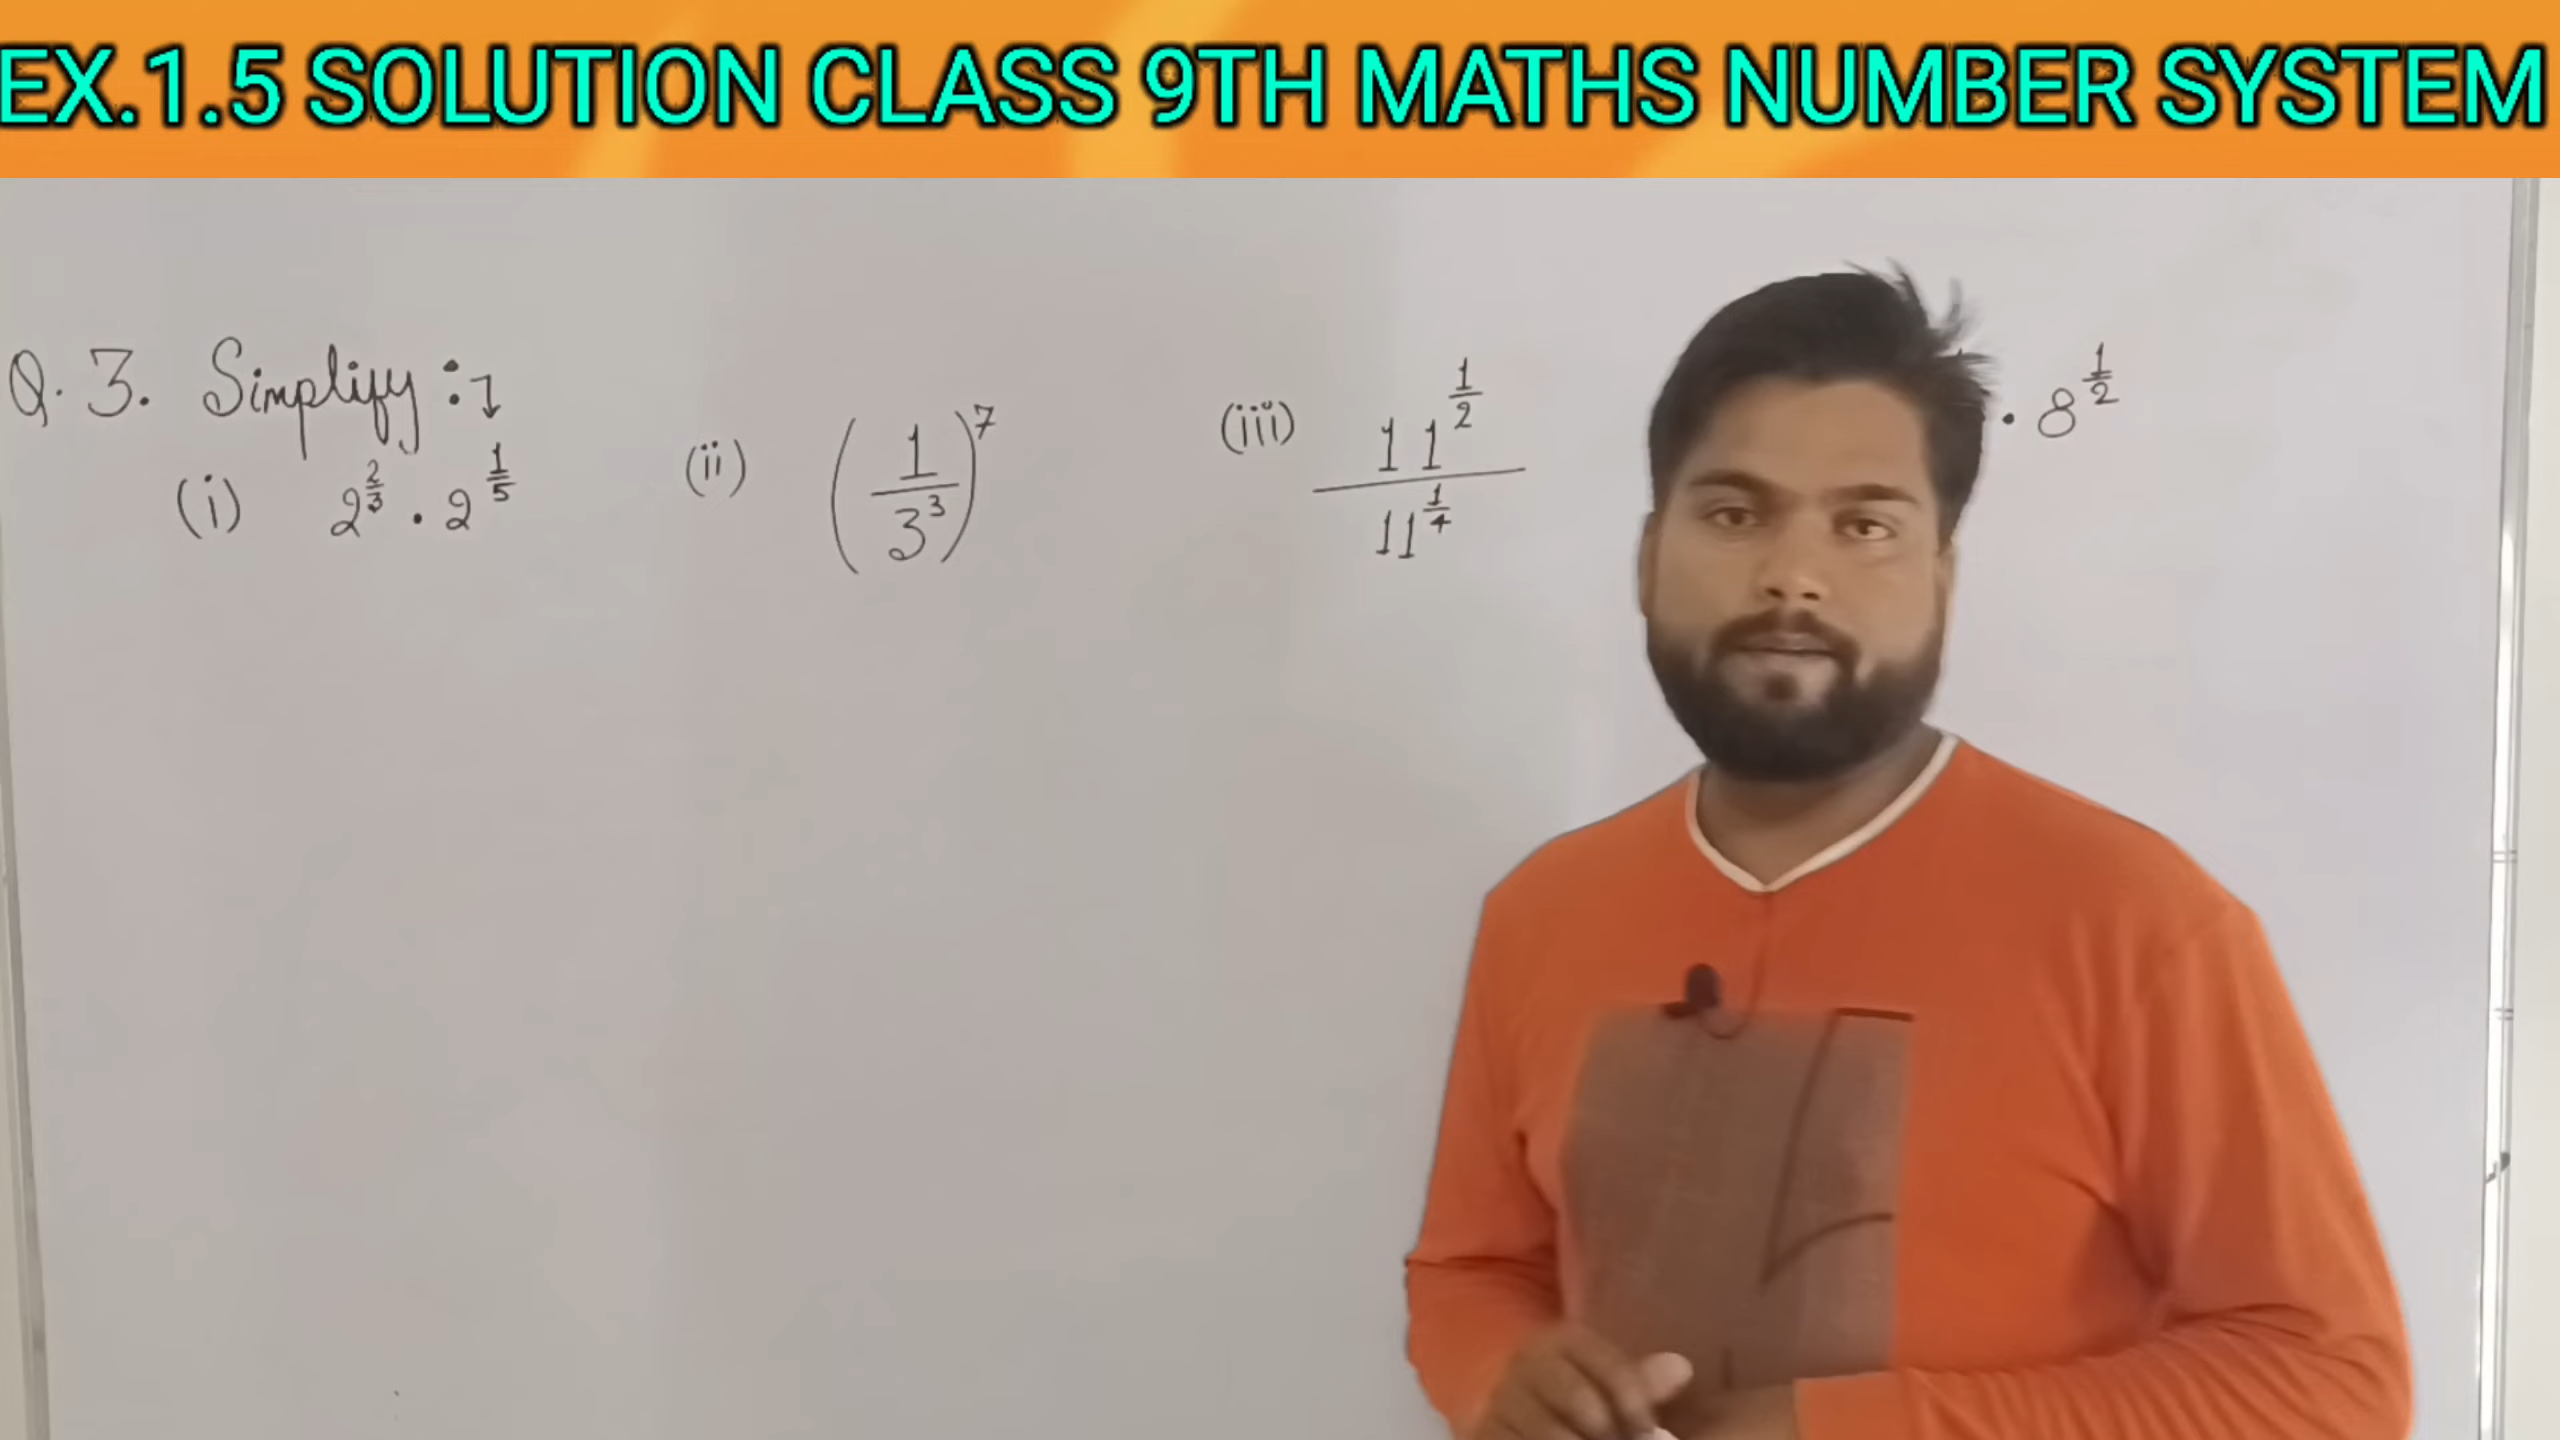 EX.1.5 SOLUTION CLASS 9TH MATHS NUMBER SYSTEM
Q. 3. Simplify :
(i) 2^(2/3) . 2^(1/5) (ii) (1/3^3)^7 (iii) 11^(1/2)/11^(1/4) . 8^(1/2)